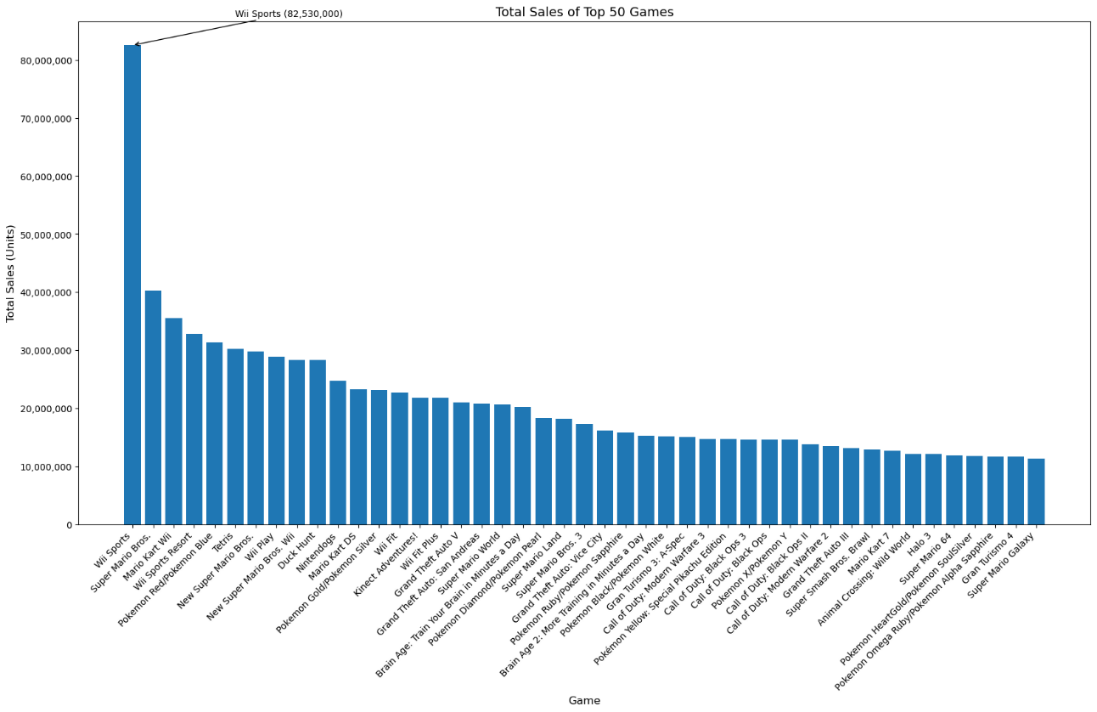 Wii Sports (82,530,000)
Total Sales of Top 50 Games
80,000,000
70,000,000
60,000,000
50,000,000
40,000,000
30,000,000
20,000,000
10,000,000
0
Total Sales (Units)
Wii Sports
Super Mario Bros.
Mario Kart Wii
Wii Sports Resort
Pokemon Red/Pokemon Blue
Tetris
New Super Mario Bros.
Wii Play
New Super Mario Bros. Wii
Duck Hunt
Nintendogs
Mario Kart DS
Pokemon Gold/Pokemon Silver
Wii Fit
Kinect Adventures!
Wii Fit Plus
Grand Theft Auto V
Grand Theft Auto: San Andreas
Super Mario World
Brain Age: Train Your Brain in Minutes a Day
Pokemon Diamond/Pokemon Pearl
Super Mario Land
Super Mario Bros. 3
Grand Theft Auto: Vice City
Pokemon Ruby/Pokemon Sapphire
Brain Age 2: More Training in Minutes a Day
Pokemon Black/Pokemon White
Gran Turismo 3: A-Spec
Call of Duty: Modern Warfare 3
Pokémon Yellow: Special Pikachu Edition
Call of Duty: Black Ops 3
Call of Duty: Black Ops
Pokemon X/Pokemon Y
Call of Duty: Black Ops II
Call of Duty: Modern Warfare 2
Grand Theft Auto III
Super Smash Bros. Brawl
Mario Kart 7
Animal Crossing: Wild World
Halo 3
Super Mario 64
Pokemon HeartGold/Pokemon SoulSilver
Pokemon Omega Ruby/Pokemon Alpha Sapphire
Gran Turismo 4
Super Mario Galaxy
Game